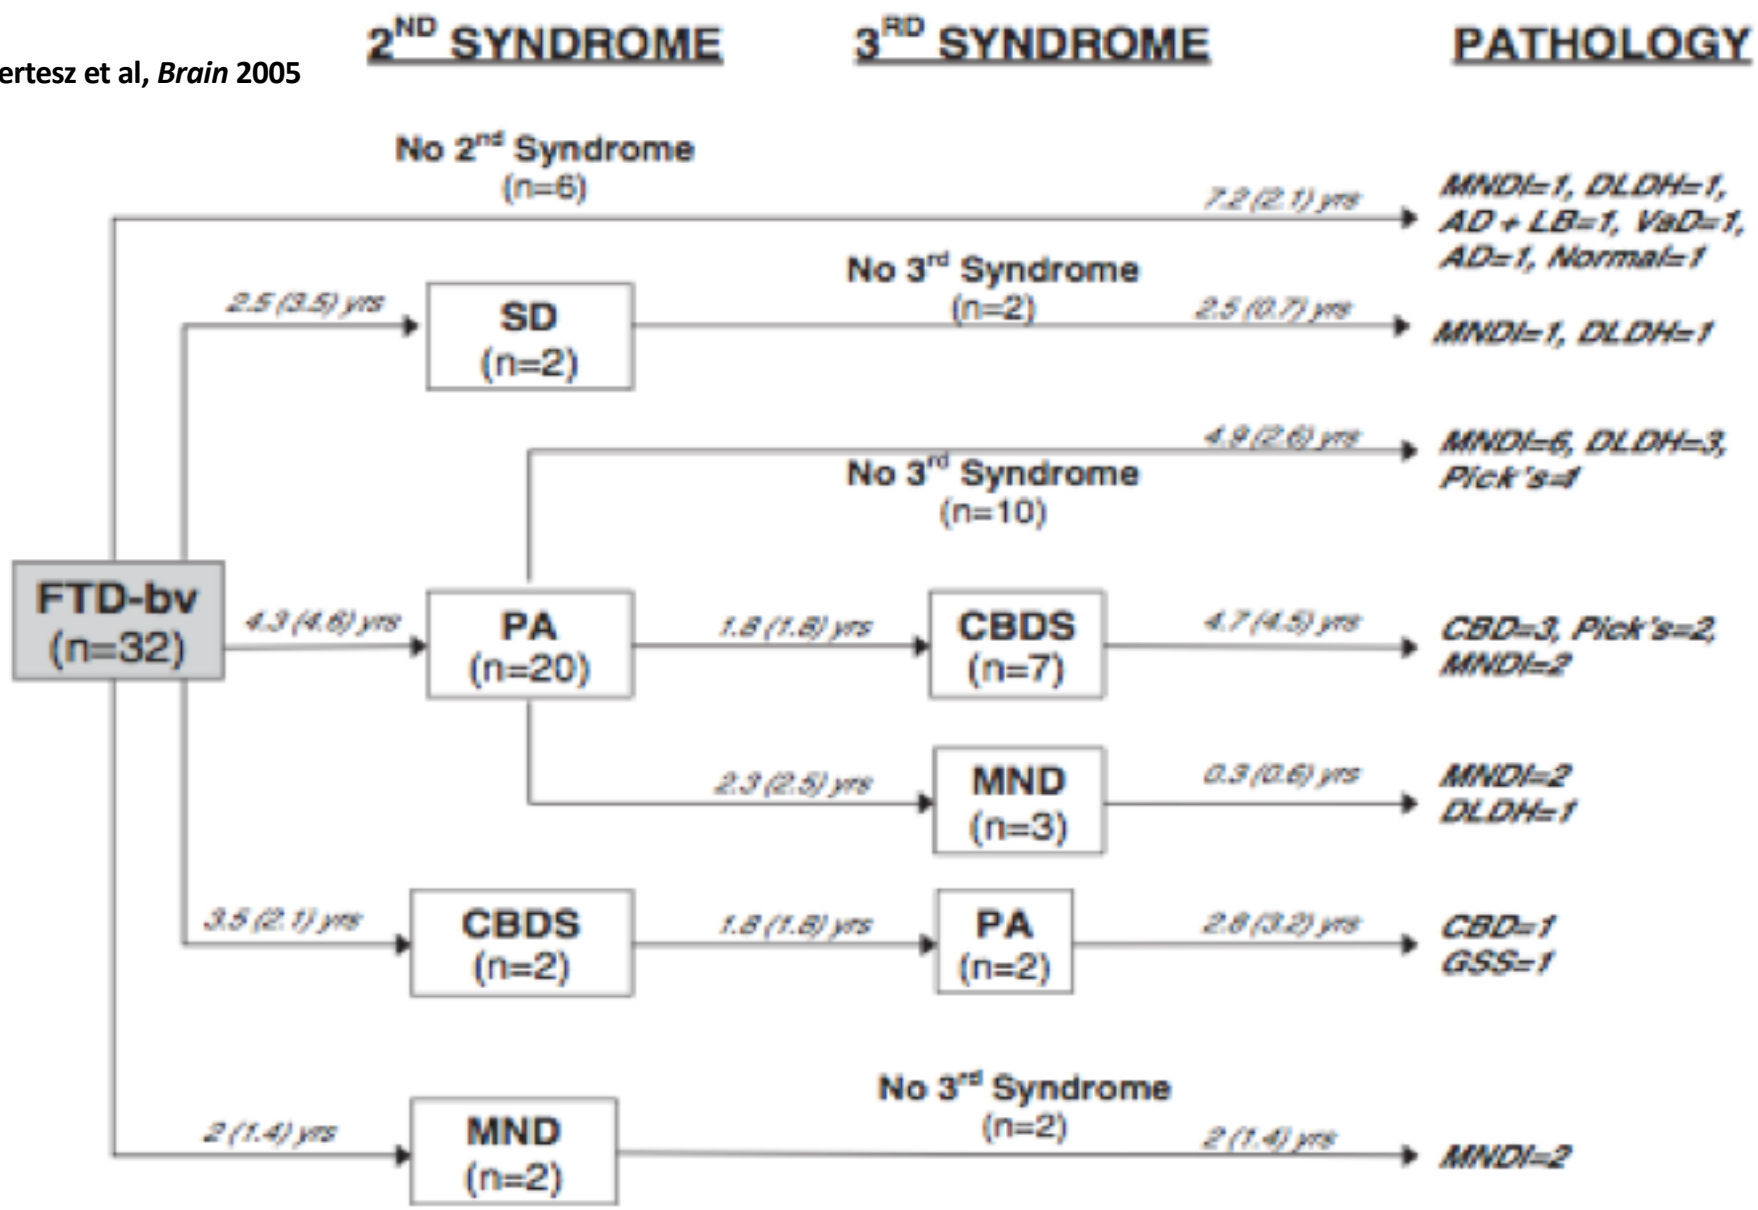 2ND SYNDROME
3RD SYNDROME
PATHOLOGY
ertesz et al, Brain 2005
No 2nd Syndrome
(n=6)
7.2 (2.1) yrs
MNDI=1, DLDH=1,
AD + LB=1, VaD=1,
AD=1, Normal=1
2.5 (3.5) yrs
SD
(n=2)
No 3rd Syndrome
(n=2)
2.5 (0.7) yrs
MNDI=1, DLDH=1
4.9 (2.6) yrs
No 3rd Syndrome
(n=10)
MNDI=6, DLDH=3,
Pick's=1
FTD-bv
(n=32)
4.3 (4.6) yrs
PA
(n=20)
1.8 (1.8) yrs
CBDS
(n=7)
4.7 (4.5) yrs
CBD=3, Pick's=2,
MNDI=2
2.3 (2.5) yrs
MND
(n=3)
0.3 (0.6) yrs
MNDI=2
DLDH=1
3.5 (2.1) yrs
CBDS
(n=2)
1.8 (1.8) yrs
PA
(n=2)
2.8 (3.2) yrs
CBD=1
GSS=1
2 (1.4) yrs
MND
(n=2)
No 3rd Syndrome
(n=2)
2 (1.4) yrs
MNDI=2